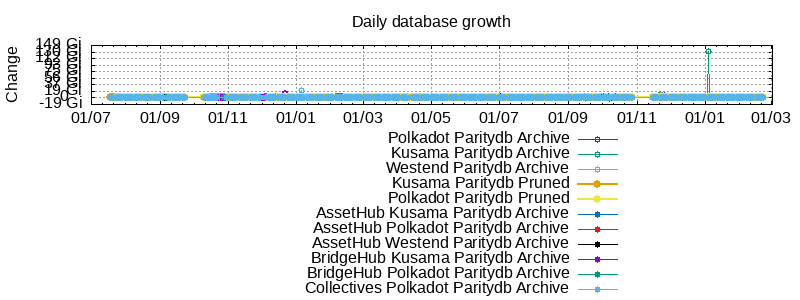 Daily database growth
Change
149 Gi
0
-19 Gi
01/07 01/09 01/11 01/01 01/03 01/05 01/07 01/09 01/11 01/01 01/03
Polkadot Paritydb Archive
Kusama Paritydb Archive
Westend Paritydb Archive
Kusama Paritydb Pruned
Polkadot Paritydb Pruned
AssetHub Kusama Paritydb Archive
AssetHub Polkadot Paritydb Archive
AssetHub Westend Paritydb Archive
BridgeHub Kusama Paritydb Archive
BridgeHub Polkadot Paritydb Archive
Collectives Polkadot Paritydb Archive